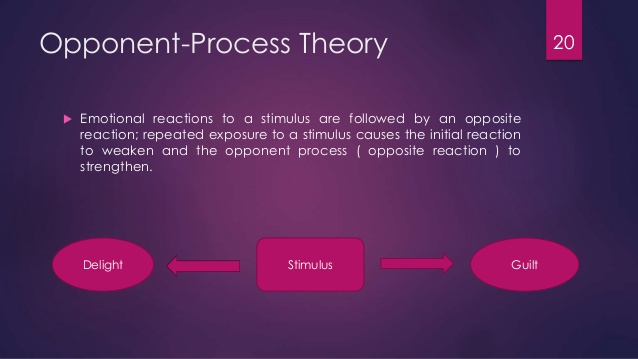 Opponent-Process Theory
20
Emotional reactions to a stimulus are followed by an opposite
reaction; repeated exposure to a stimulus causes the initial reaction
to weaken and the opponent process ( opposite reaction ) to
strengthen.
Delight
Stimulus
Guilt